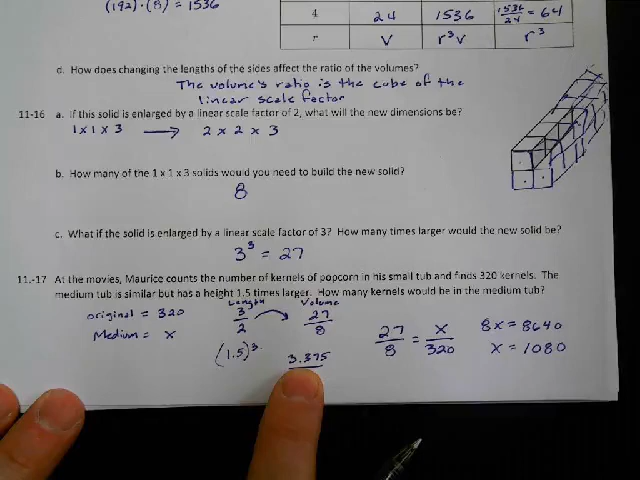 (192)·(8) = 1536
4 24 1536 1536/24 = 64
r V r³V r³
d. How does changing the lengths of the sides affect the ratio of the volumes?
The volume's ratio is the cube of the
linear scale factor
11-16 a. If this solid is enlarged by a linear scale factor of 2, what will the new dimensions be?
1x1x3 → 2 x 2 x 3
b. How many of the 1 x 1 x 3 solids would you need to build the new solid?
8
c. What if the solid is enlarged by a linear scale factor of 3? How many times larger would the new solid be?
3³ = 27
11.-17 At the movies, Maurice counts the number of kernels of popcorn in his small tub and finds 320 kernels. The
medium tub is similar but has a height 1.5 times larger. How many kernels would be in the medium tub?
original = 320
Medium = x
Length
3/2
(1.5)³
Volume
27/8
3.375
27/8 = x/320
8x = 8640
x = 1080